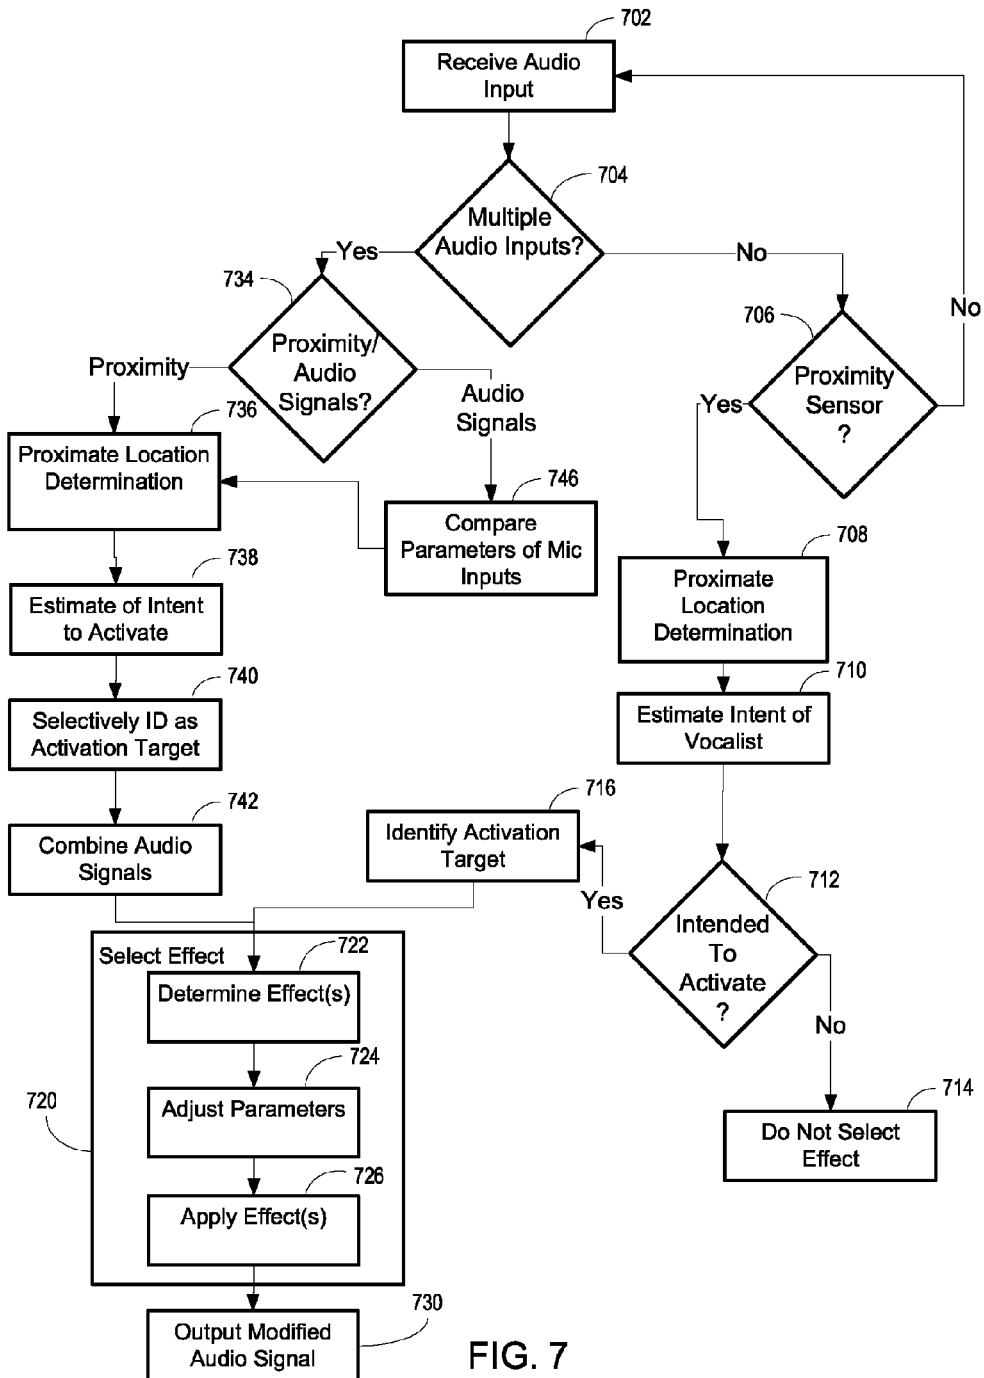 702
Receive Audio
Input
704
Multiple
Audio Inputs?
Yes
No
734
Proximity/
Audio
Signals?
706
Proximity
Sensor
?
No
Proximity
Audio
Signals
Yes
736
Proximate Location
Determination
746
Compare
Parameters of Mic
Inputs
708
Proximate
Location
Determination
738
Estimate of Intent
to Activate
710
Estimate Intent of
Vocalist
740
Selectively ID as
Activation Target
716
Identify Activation
Target
742
Combine Audio
Signals
712
Intended
To
Activate
?
Yes
No
714
Do Not Select
Effect
720
Select Effect
722
Determine Effect(s)
724
Adjust Parameters
726
Apply Effect(s)
730
Output Modified
Audio Signal
FIG. 7